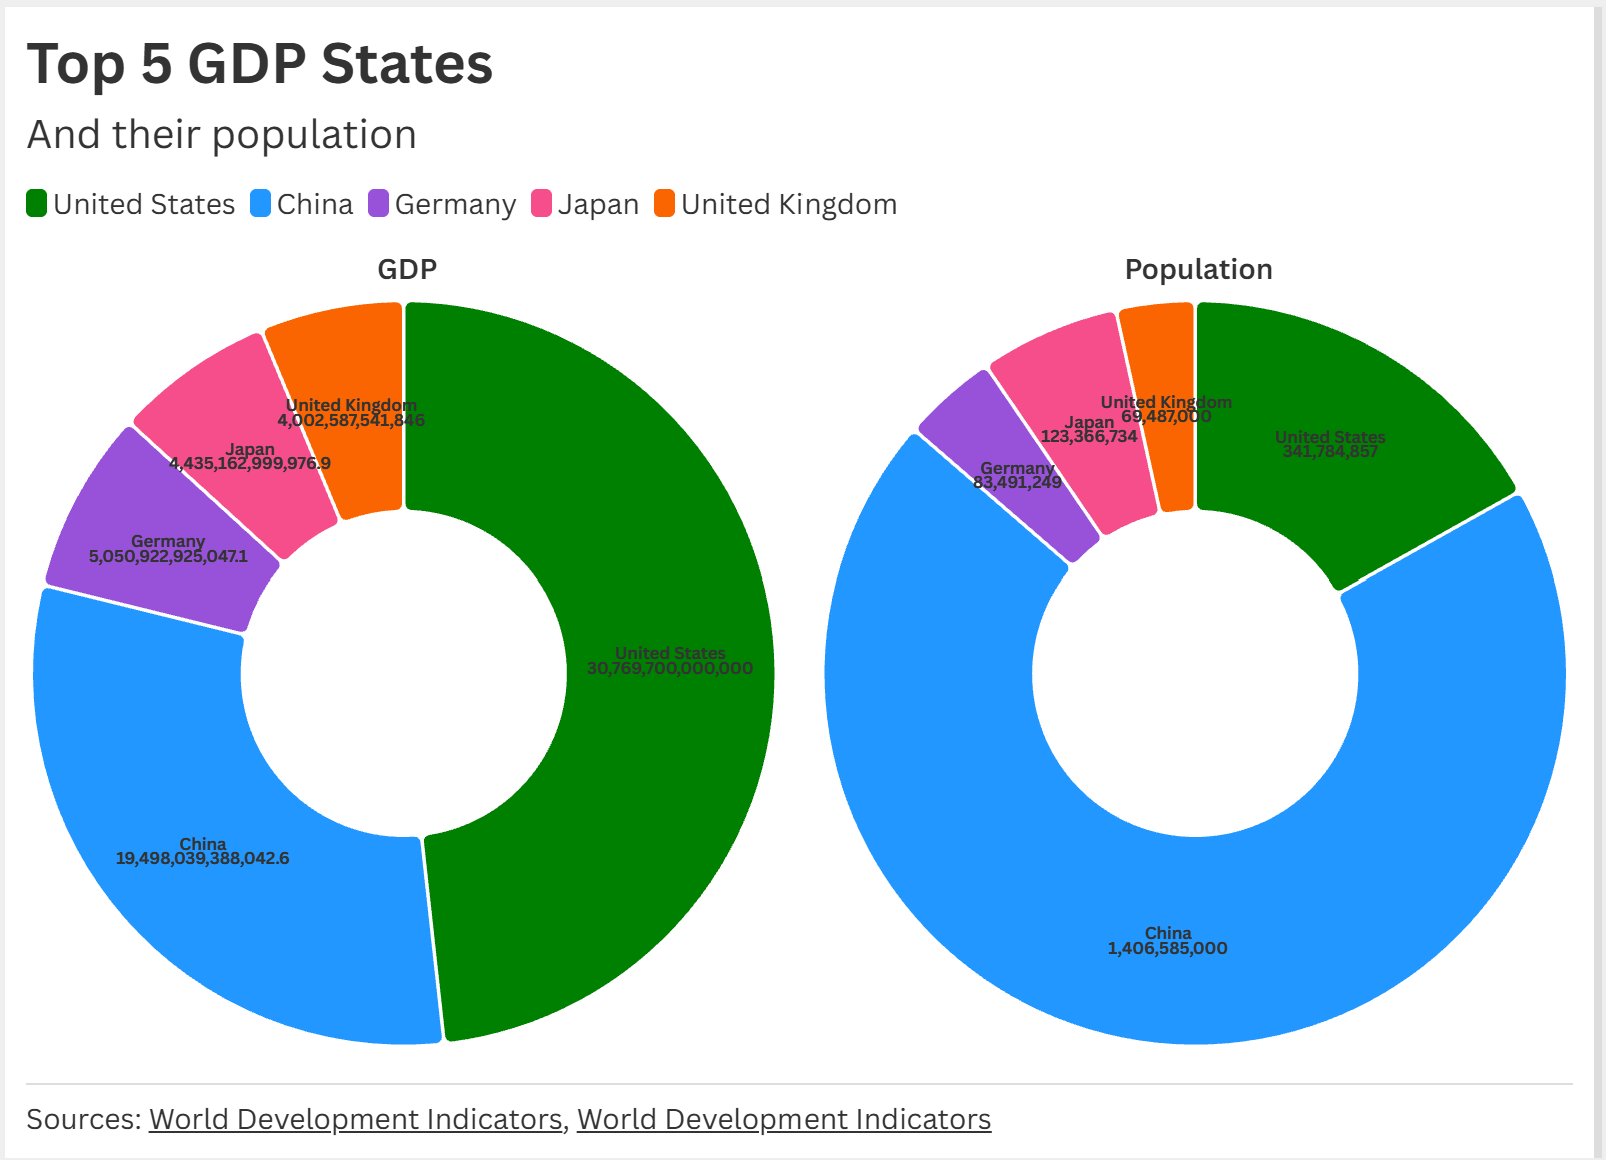 Top 5 GDP States
And their population
United States China Germany Japan United Kingdom
GDP
United Kingdom
4,002,587,541,846
Japan
4,435,162,999,976.9
Germany
5,050,922,925,047.1
United States
30,769,700,000,000
China
19,498,039,388,042.6
Population
United Kingdom
69,487,000
Japan
123,366,734
United States
341,784,857
Germany
83,491,249
China
1,406,585,000
Sources: World Development Indicators, World Development Indicators